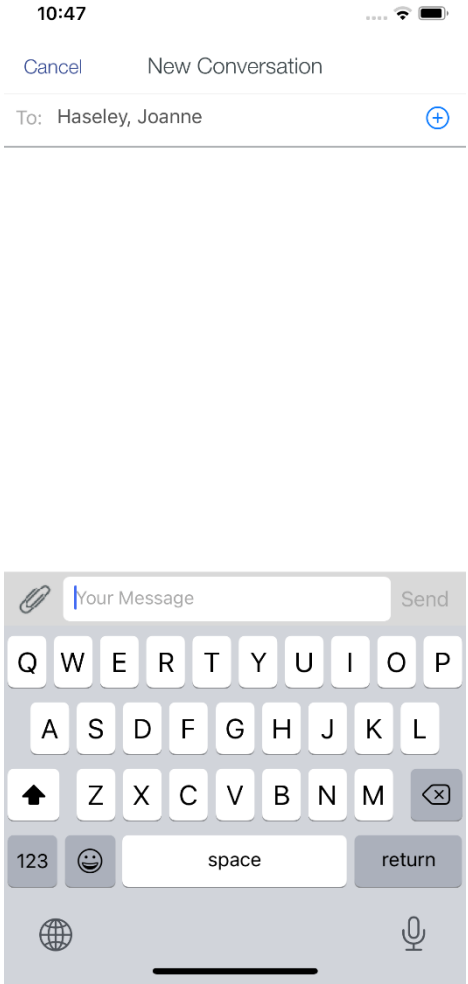 10:47
Cancel New Conversation
To: Haseley, Joanne
Your Message Send
Q W E R T Y U I O P
A S D F G H J K L
Z X C V B N M
123 space return